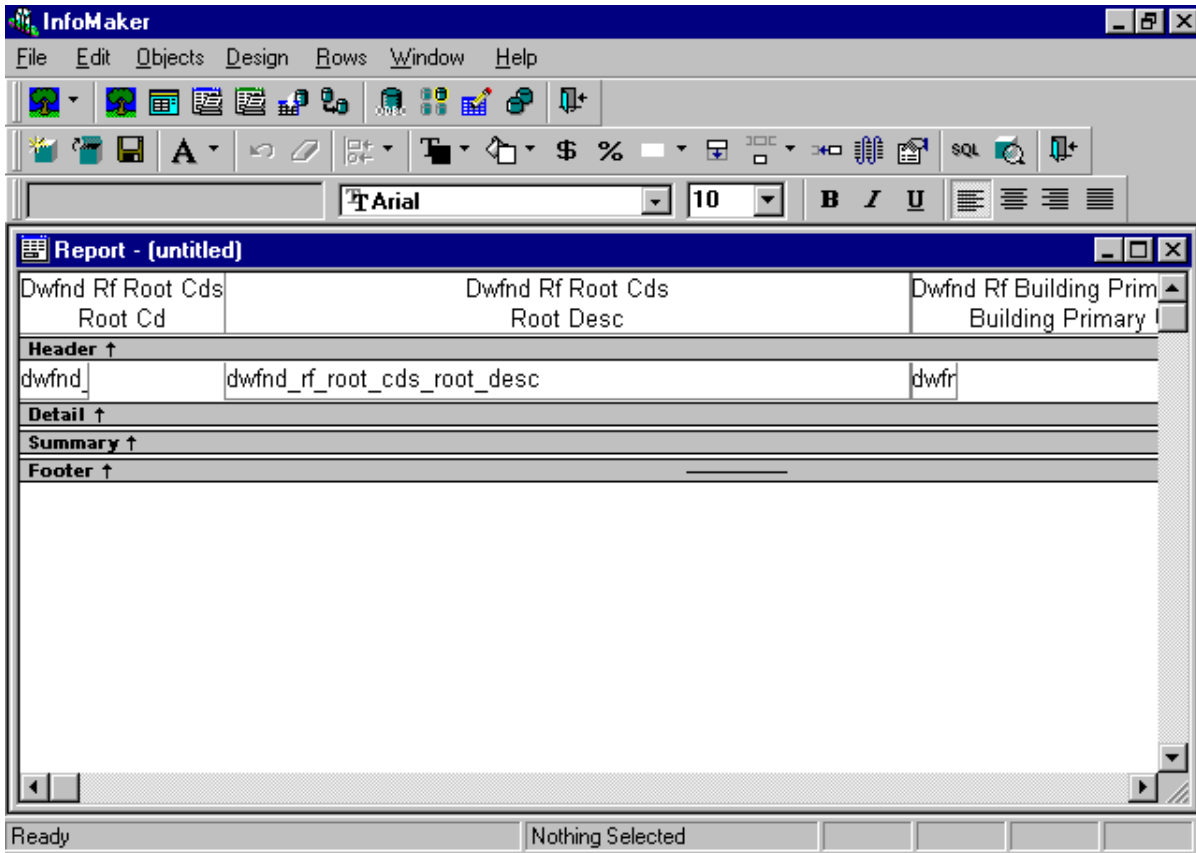 InfoMaker
File Edit Objects Design Rows Window Help
A $ % SQL
Arial 10 B I U
Report - (untitled)
Dwfnd Rf Root Cds Dwfnd Rf Root Cds Dwfnd Rf Building Prim
Root Cd Root Desc Building Primary
Header ↑
dwfnd_ dwfnd_rf_root_cds_root_desc dwfr
Detail ↑
Summary ↑
Footer ↑
Ready Nothing Selected